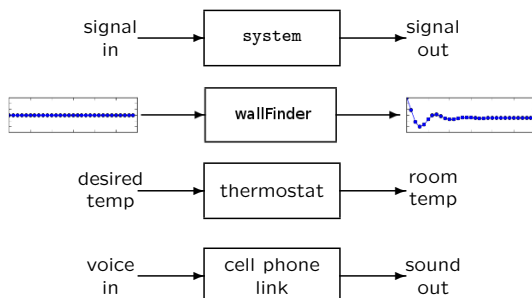 signal in
system
signal out
wallFinder
desired temp
thermostat
room temp
voice in
cell phone link
sound out